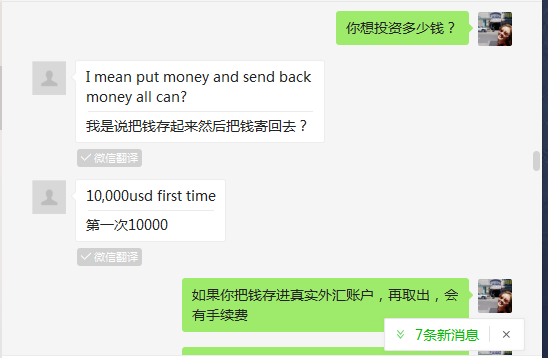 你想投资多少钱？
I mean put money and send back
money all can?
我是说把钱存起来然后把钱寄回去？
微信翻译
10,000usd first time
第一次10000
微信翻译
如果你把钱存进真实外汇账户，再取出，会
有手续费
7条新消息